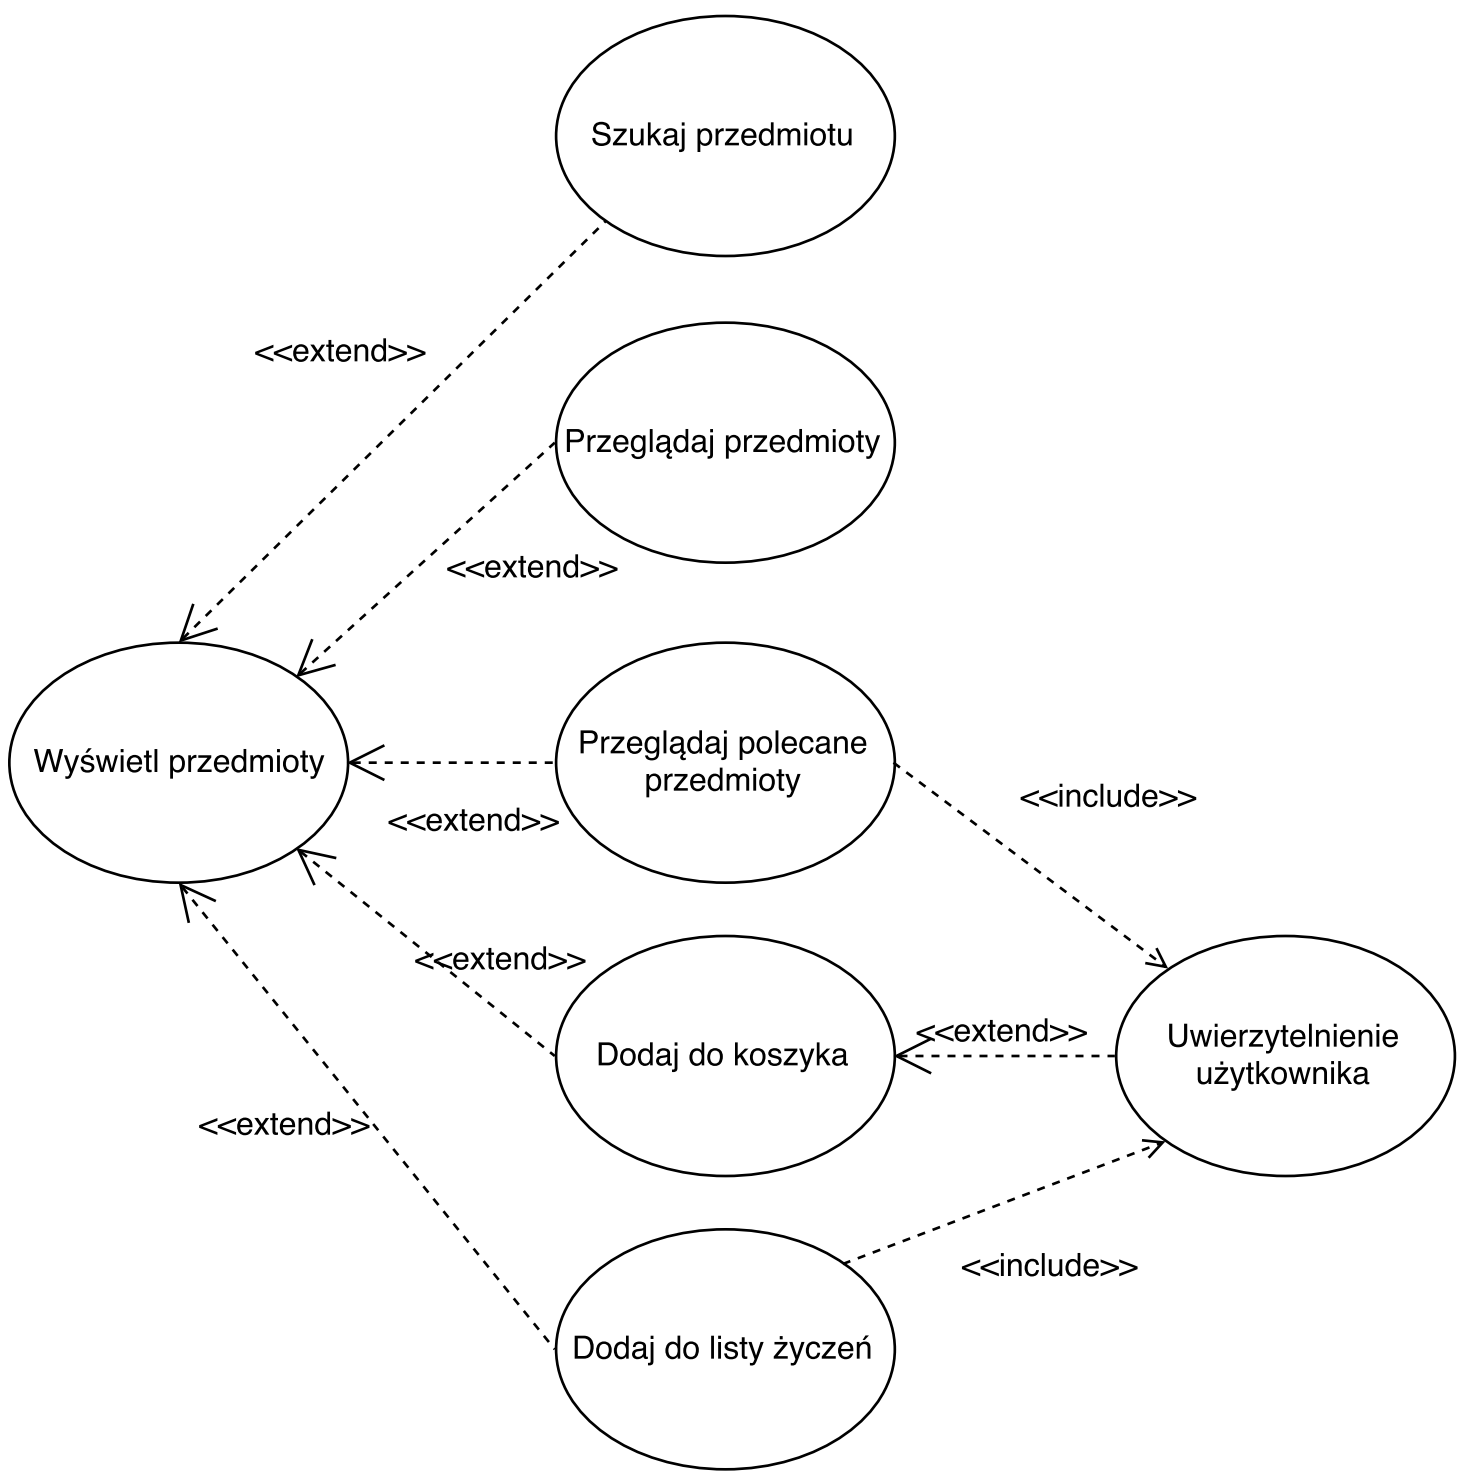 Szukaj przedmiotu
<<extend>>
Przeglądaj przedmioty
<<extend>>
Wyświetl przedmioty
Przeglądaj polecane
przedmioty
<<include>>
<<extend>>
<<extend>>
Dodaj do koszyka
<<extend>>
Uwierzytelnienie
użytkownika
<<extend>>
<<include>>
Dodaj do listy życzeń